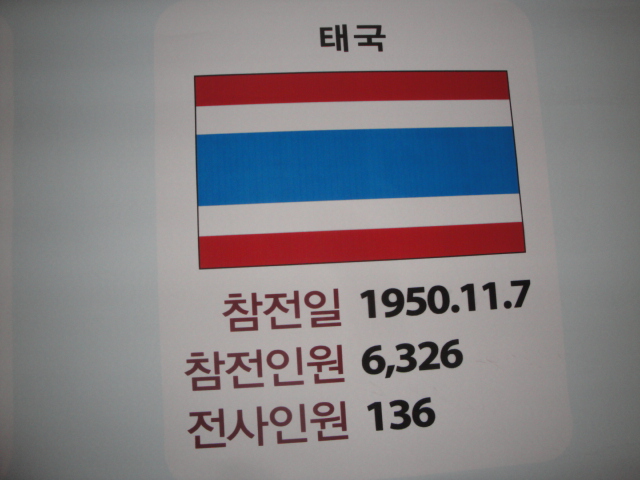 태국
참전일 1950.11.7
참전인원 6,326
전사인원 136